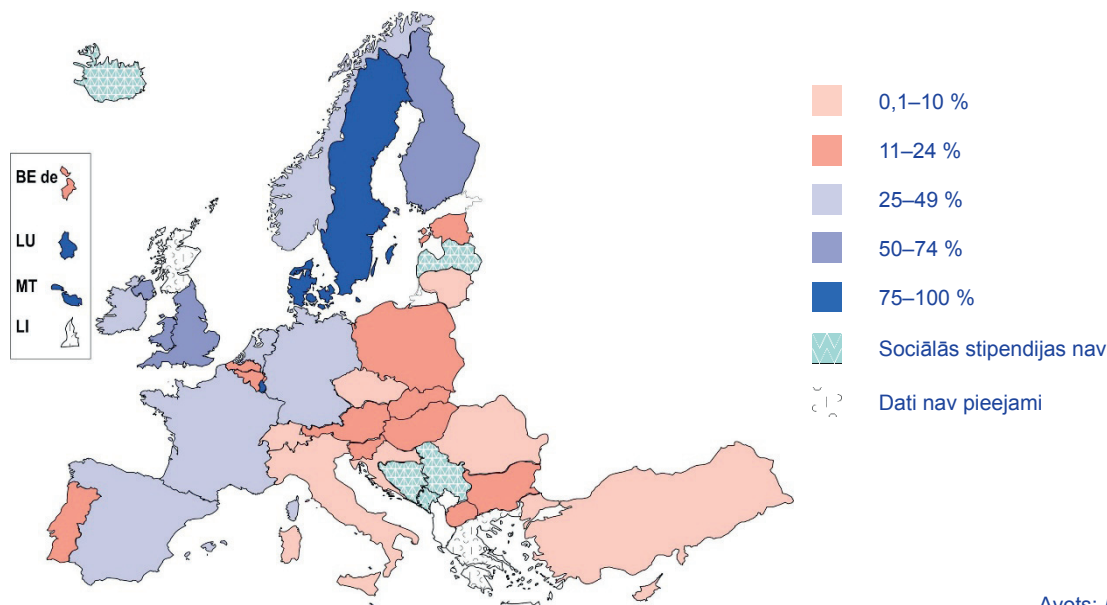 BE de
LU
MT
LI
0,1–10 %
11–24 %
25–49 %
50–74 %
75–100 %
Sociālās stipendijas nav
Dati nav pieejami
Avots: